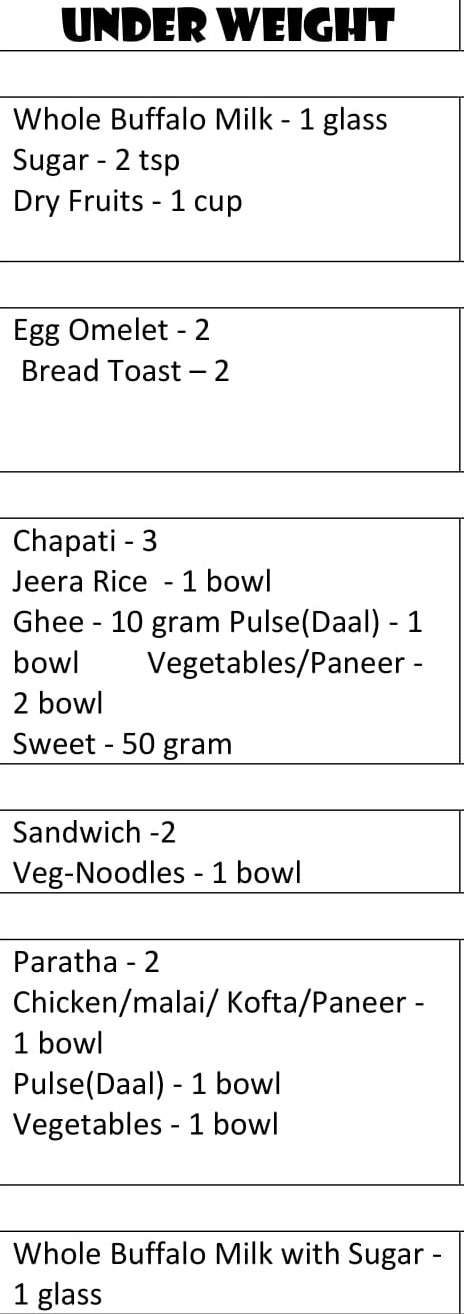 UNDER WEIGHT
Whole Buffalo Milk - 1 glass
Sugar - 2 tsp
Dry Fruits - 1 cup
Egg Omelet - 2
Bread Toast – 2
Chapati - 3
Jeera Rice - 1 bowl
Ghee - 10 gram Pulse(Daal) - 1
bowl Vegetables/Paneer -
2 bowl
Sweet - 50 gram
Sandwich -2
Veg-Noodles - 1 bowl
Paratha - 2
Chicken/malai/ Kofta/Paneer -
1 bowl
Pulse(Daal) - 1 bowl
Vegetables - 1 bowl
Whole Buffalo Milk with Sugar -
1 glass